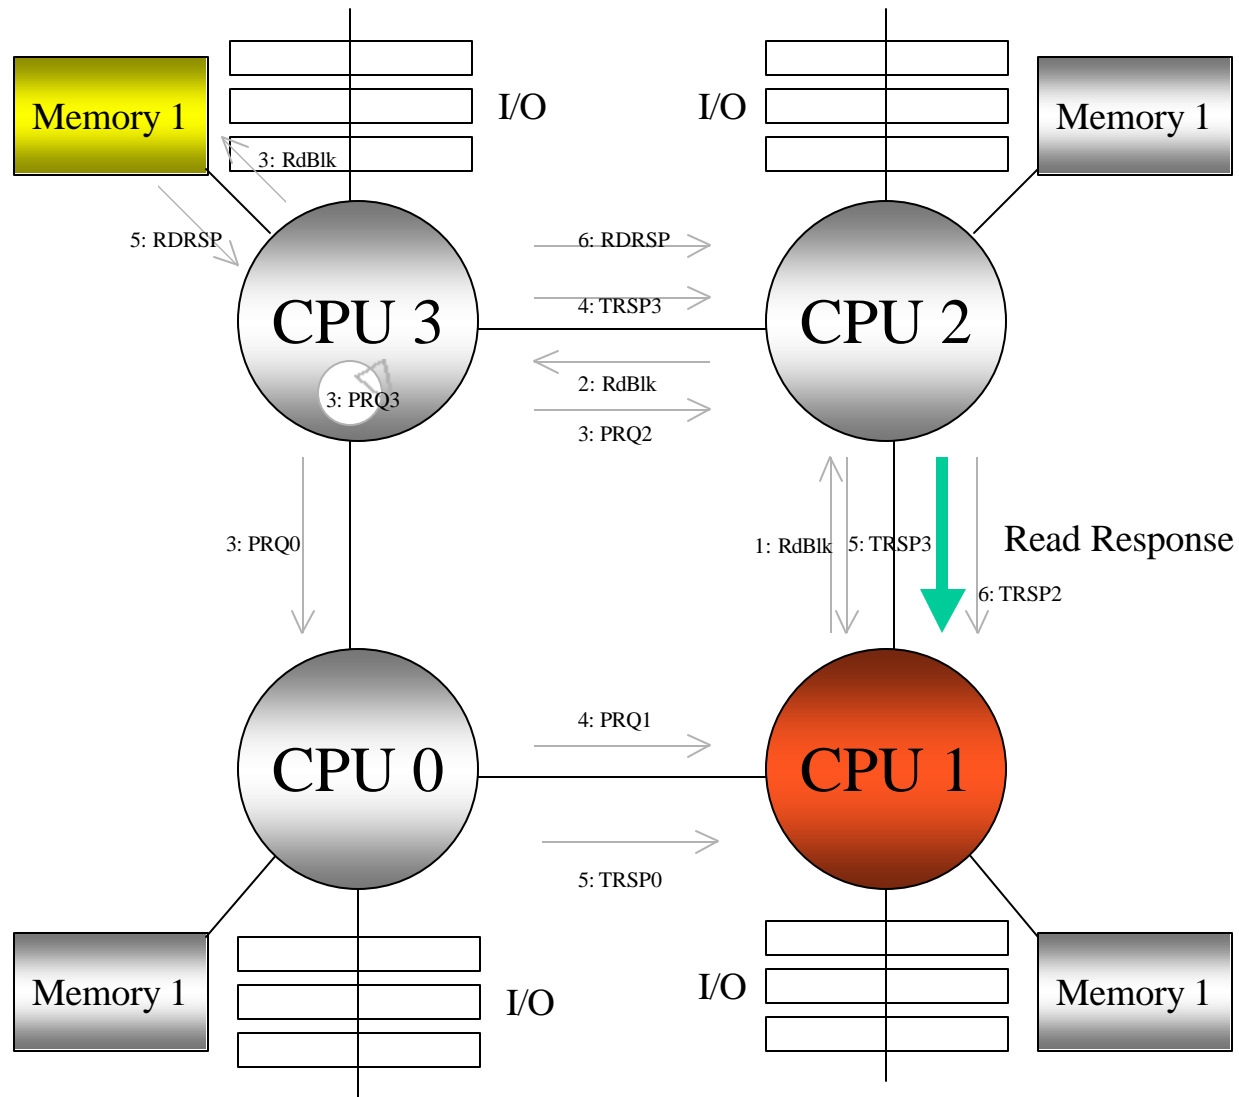 Memory 1
I/O
I/O
Memory 1
3: RdBlk
5: RDRSP
6: RDRSP
CPU 3
4: TRSP3
CPU 2
2: RdBlk
3: PRQ3
3: PRQ2
3: PRQ0
1: RdBlk
5: TRSP3
Read Response
6: TRSP2
4: PRQ1
CPU 0
CPU 1
5: TRSP0
Memory 1
I/O
I/O
Memory 1